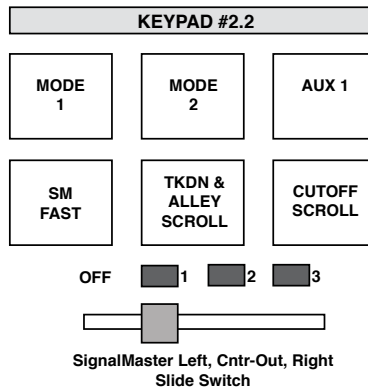 KEYPAD #2.2
MODE
1
MODE
2
AUX 1
SM
FAST
TKDN &
ALLEY
SCROLL
CUTOFF
SCROLL
OFF 1 2 3
SignalMaster Left, Cntr-Out, Right
Slide Switch